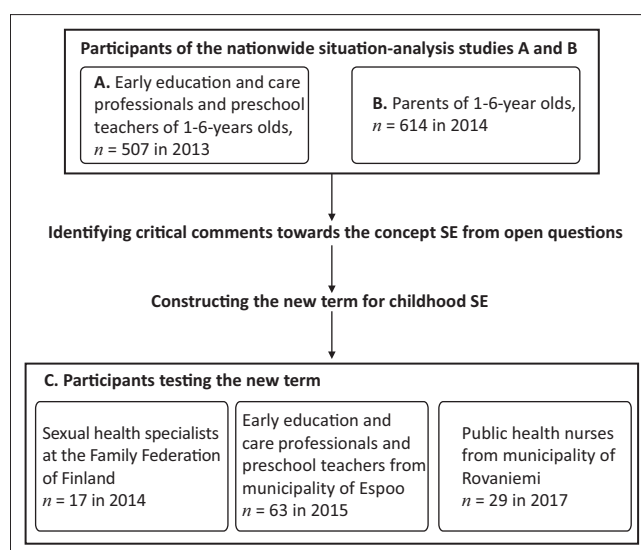 Participants of the nationwide situation-analysis studies A and B
A. Early education and care
professionals and preschool
teachers of 1-6-years olds,
n = 507 in 2013
B. Parents of 1-6-year olds,
n = 614 in 2014
Identifying critical comments towards the concept SE from open questions
Constructing the new term for childhood SE
C. Participants testing the new term
Sexual health specialists
at the Family Federation
of Finland
n = 17 in 2014
Early education and
care professionals and
preschool teachers from
municipality of Espoo
n = 63 in 2015
Public health nurses
from municipality of
Rovaniemi
n = 29 in 2017